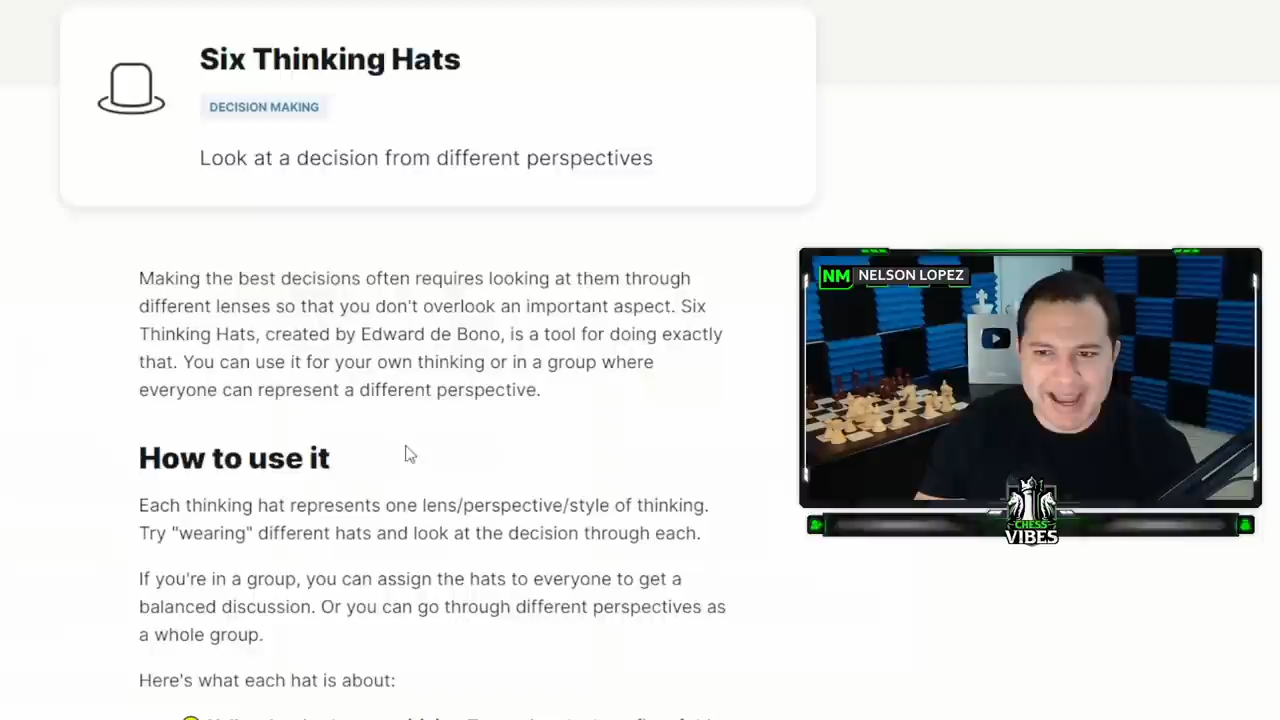 Six Thinking Hats
DECISION MAKING
Look at a decision from different perspectives
Making the best decisions often requires looking at them through
different lenses so that you don't overlook an important aspect. Six
Thinking Hats, created by Edward de Bono, is a tool for doing exactly
that. You can use it for your own thinking or in a group where
everyone can represent a different perspective.
How to use it
Each thinking hat represents one lens/perspective/style of thinking.
Try "wearing" different hats and look at the decision through each.
If you're in a group, you can assign the hats to everyone to get a
balanced discussion. Or you can go through different perspectives as
a whole group.
Here's what each hat is about:
NM NELSON LOPEZ
CHESS
VIBES